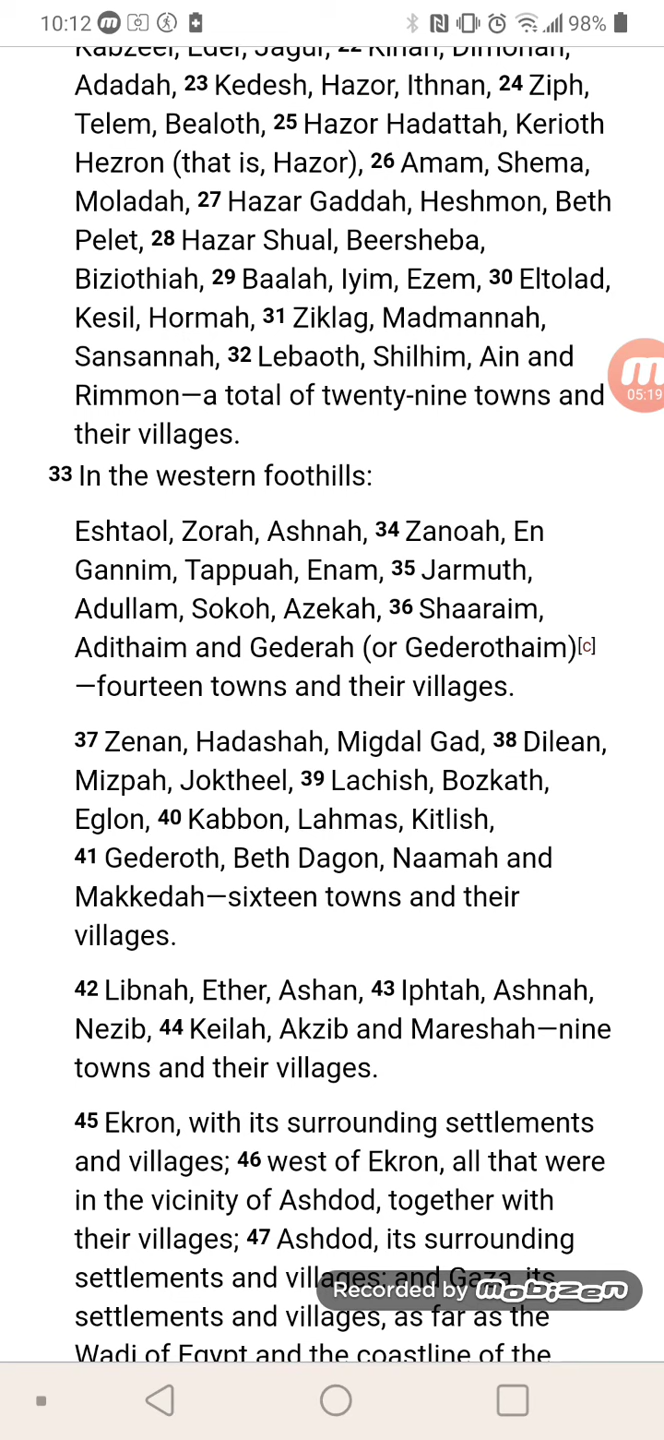 10:12
98%
Kabzeel, Eder, Jagur, 22 Kinah, Dimonah,
Adadah, 23 Kedesh, Hazor, Ithnan, 24 Ziph,
Telem, Bealoth, 25 Hazor Hadattah, Kerioth
Hezron (that is, Hazor), 26 Amam, Shema,
Moladah, 27 Hazar Gaddah, Heshmon, Beth
Pelet, 28 Hazar Shual, Beersheba,
Biziothiah, 29 Baalah, Iyim, Ezem, 30 Eltolad,
Kesil, Hormah, 31 Ziklag, Madmannah,
Sansannah, 32 Lebaoth, Shilhim, Ain and
Rimmon—a total of twenty-nine towns and
05:19
their villages.
33 In the western foothills:
Eshtaol, Zorah, Ashnah, 34 Zanoah, En
Gannim, Tappuah, Enam, 35 Jarmuth,
Adullam, Sokoh, Azekah, 36 Shaaraim,
Adithaim and Gederah (or Gederothaim)[c]
—fourteen towns and their villages.
37 Zenan, Hadashah, Migdal Gad, 38 Dilean,
Mizpah, Joktheel, 39 Lachish, Bozkath,
Eglon, 40 Kabbon, Lahmas, Kitlish,
41 Gederoth, Beth Dagon, Naamah and
Makkedah—sixteen towns and their
villages.
42 Libnah, Ether, Ashan, 43 Iphtah, Ashnah,
Nezib, 44 Keilah, Akzib and Mareshah—nine
towns and their villages.
45 Ekron, with its surrounding settlements
and villages; 46 west of Ekron, all that were
in the vicinity of Ashdod, together with
their villages; 47 Ashdod, its surrounding
settlements and villages; and Gaza, its
Recorded by mobizen
settlements and villages, as far as the
Wadi of Egypt and the coastline of the